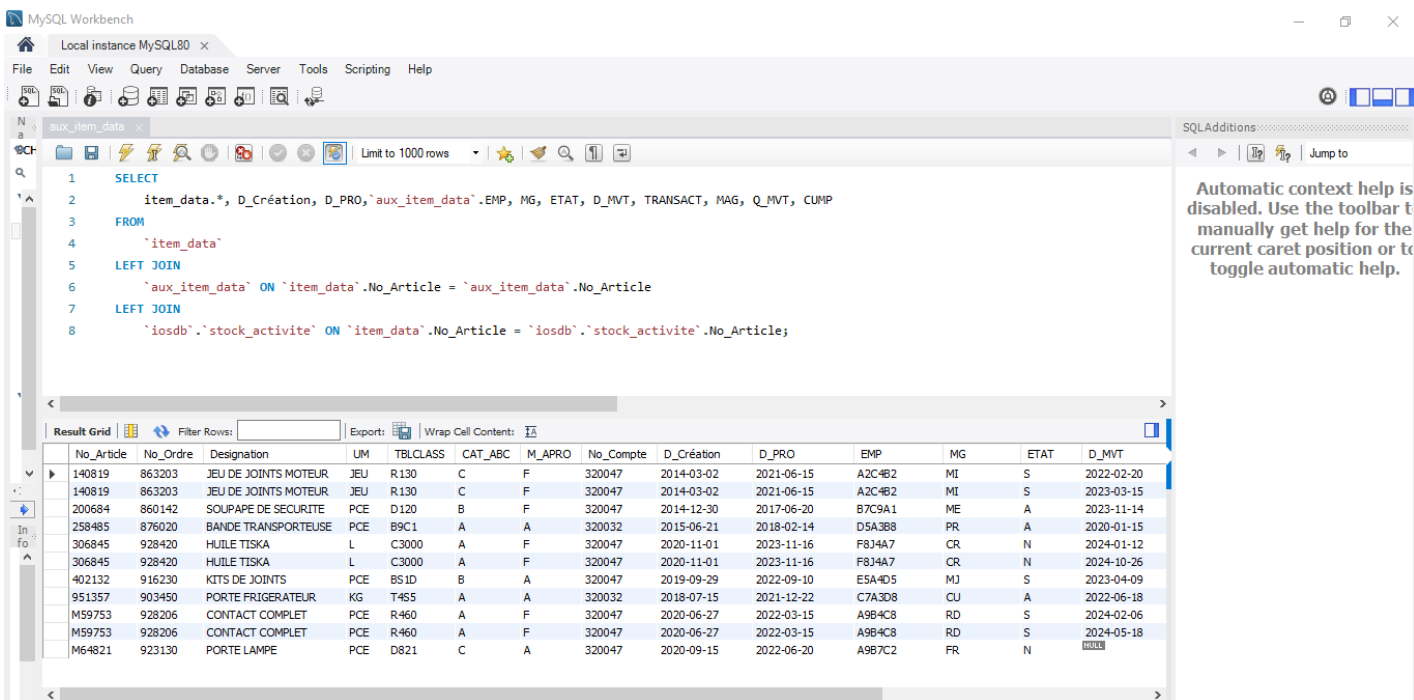 MySQL Workbench
Local instance MySQL80 ×
File Edit View Query Database Server Tools Scripting Help
N
a
SCH
aux_item_data ×
SQLAdditions
Limit to 1000 rows
Jump to
1 SELECT
2 item_data.*, D_Création, D_PRO,`aux_item_data`.EMP, MG, ETAT, D_MVT, TRANSACT, MAG, Q_MVT, CUMP
3 FROM
4 `item_data`
5 LEFT JOIN
6 `aux_item_data` ON `item_data`.No_Article = `aux_item_data`.No_Article
7 LEFT JOIN
8 `iosdb`.`stock_activite` ON `item_data`.No_Article = `iosdb`.`stock_activite`.No_Article;
Automatic context help is
disabled. Use the toolbar t
manually get help for the
current caret position or to
toggle automatic help.
Result Grid Filter Rows: Export: Wrap Cell Content:
No_Article No_Ordre Designation UM TBLCLASS CAT_ABC M_APRO No_Compte D_Création D_PRO EMP MG ETAT D_MVT
140819 863203 JEU DE JOINTS MOTEUR JEU R130 C F 320047 2014-03-02 2021-06-15 A2C4B2 MI S 2022-02-20
140819 863203 JEU DE JOINTS MOTEUR JEU R130 C F 320047 2014-03-02 2021-06-15 A2C4B2 MI S 2023-03-15
200684 860142 SOUPAPE DE SECURITE PCE D120 B F 320047 2014-12-30 2017-06-20 B7C9A1 ME A 2023-11-14
258485 876020 BANDE TRANSPORTEUSE PCE B9C1 A A 320032 2015-06-21 2018-02-14 D5A3B8 PR A 2020-01-15
306845 928420 HUILE TISKA L C3000 A F 320047 2020-11-01 2023-11-16 F8J4A7 CR N 2024-01-12
306845 928420 HUILE TISKA L C3000 A F 320047 2020-11-01 2023-11-16 F8J4A7 CR N 2024-10-26
402132 916230 KITS DE JOINTS PCE BS1D B A 320047 2019-09-29 2022-09-10 E5A4D5 MJ S 2023-04-09
951357 903450 PORTE FRIGERATEUR KG T4S5 A A 320032 2018-07-15 2021-12-22 C7A3D8 CU A 2022-06-18
M59753 928206 CONTACT COMPLET PCE R460 A F 320047 2020-06-27 2022-03-15 A9B4C8 RD S 2024-02-06
M59753 928206 CONTACT COMPLET PCE R460 A F 320047 2020-06-27 2022-03-15 A9B4C8 RD S 2024-05-18
M64821 923130 PORTE LAMPE PCE D821 C A 320047 2020-09-15 2022-06-20 A9B7C2 FR N NULL
In
fo